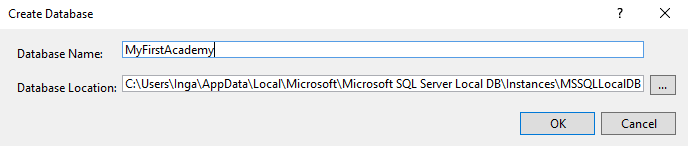 Create Database
? ×
Database Name: MyFirstAcademy
Database Location: C:\Users\Inga\AppData\Local\Microsoft\Microsoft SQL Server Local DB\Instances\MSSQLLocalDB ...
OK Cancel